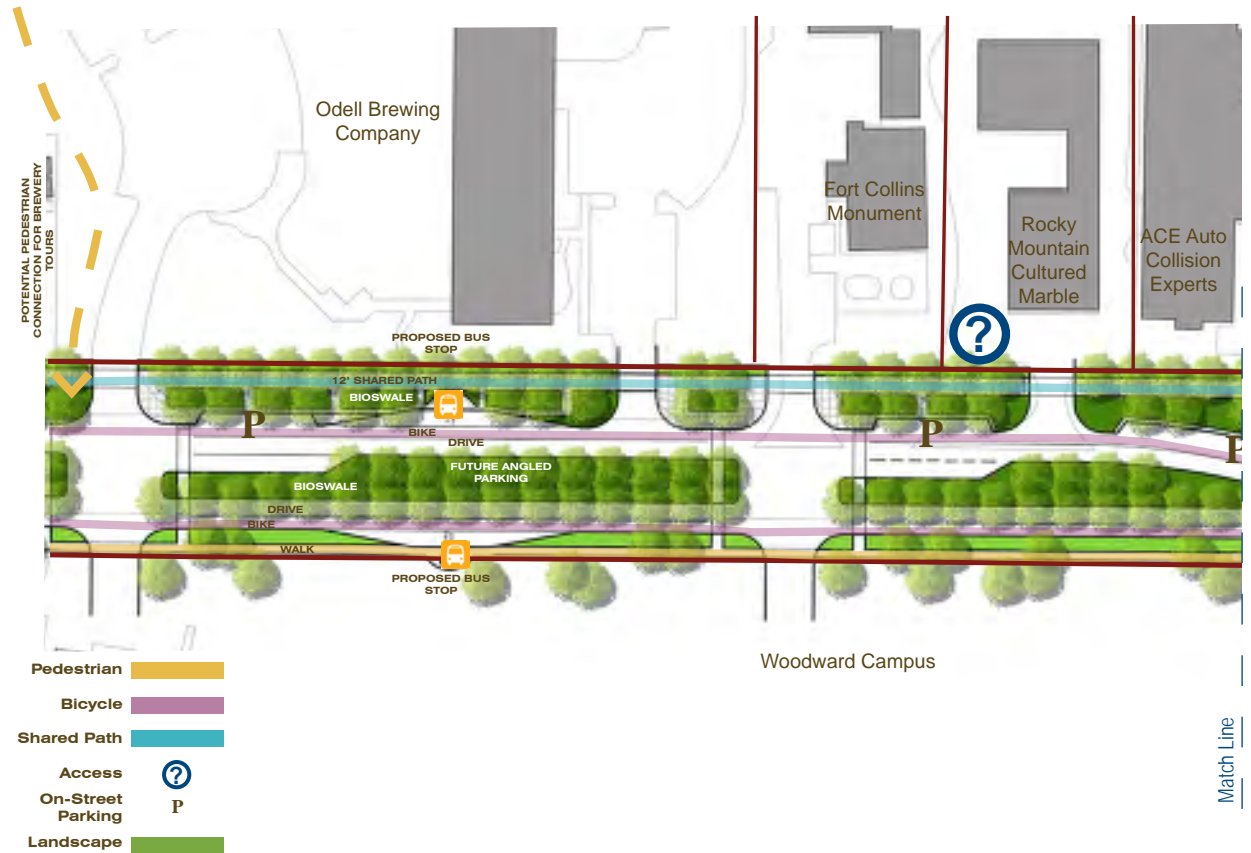 POTENTIAL PEDESTRIAN
CONNECTION FOR BREWERY
TOURS
Odell Brewing
Company
Fort Collins
Monument
Rocky
Mountain
Cultured
Marble
ACE Auto
Collision
Experts
?
PROPOSED BUS
STOP
12' SHARED PATH
BIOSWALE
P
BIKE
DRIVE
P
P
FUTURE ANGLED
PARKING
BIOSWALE
DRIVE
BIKE
WALK
PROPOSED BUS
STOP
Woodward Campus
Pedestrian
Bicycle
Shared Path
Access ?
On-Street
Parking P
Landscape
Match Line